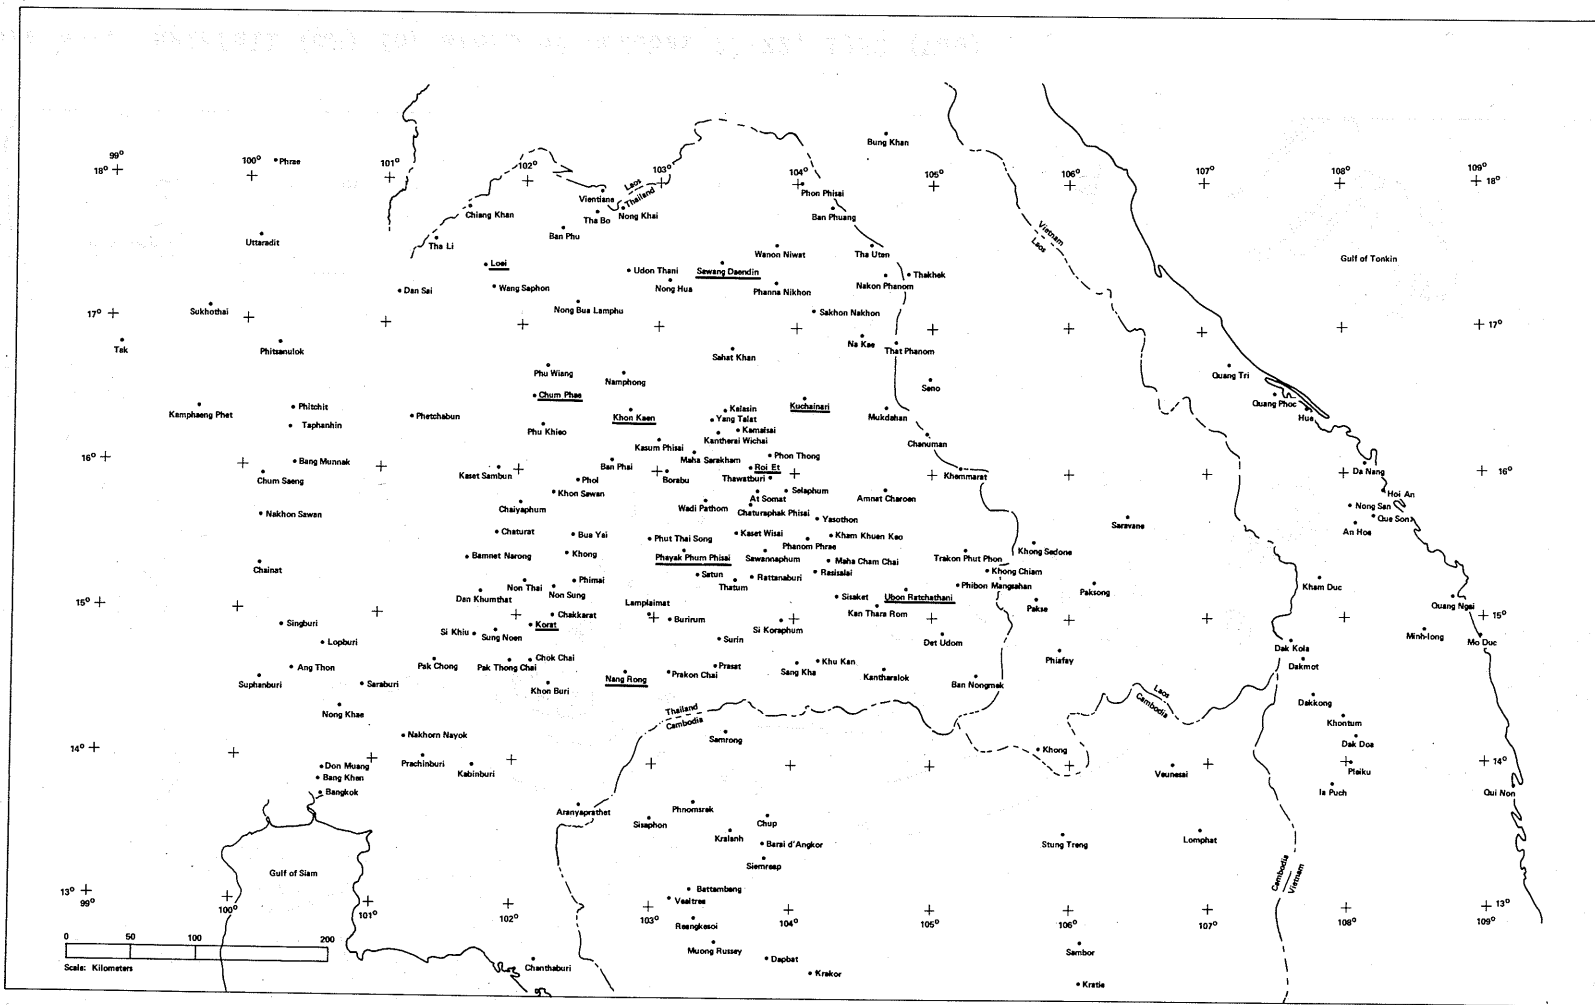 99°
18°
100°
Phrae
101°
102°
103°
104°
Bung Khan
105°
106°
107°
108°
109°
18°
Laos
Thailand
Phon Phisai
Vientiane
Chiang Khan
Tha Bo
Nong Khai
Ban Phuang
Uttaradit
Tha Li
Ban Phu
Wanon Niwat
Tha Uten
Vietnam
Laos
Gulf of Tonkin
Loei
Udon Thani
Sawang Daendin
Thakhek
Dan Sai
Wang Saphon
Nong Hua
Phanna Nikhon
Nakon Phanom
Sukhothai
17°
Nong Bua Lamphu
Sakhon Nakhon
17°
Tak
Phitsanulok
Sahat Khan
Na Kae
That Phanom
Phu Wiang
Namphong
Seno
Quang Tri
Kamphaeng Phet
Phitchit
Phetchabun
Chum Phae
Khon Kaen
Kalasin
Kuchainari
Mukdahan
Quang Phoc
Hue
Taphanhin
Phu Khieo
Yang Talat
Kamalsai
Kantharai Wichai
Chanuman
Kasum Phisai
16°
Bang Munnak
Maha Sarakham
Phon Thong
Chum Saeng
Kaset Sambun
Ban Phai
Roi Et
Khemmarat
Da Nang
16°
Phol
Borabu
Thawatburi
Khon Sawan
At Somat
Selaphum
Amnat Charoen
Hoi An
Chaiyaphum
Wadi Pathom
Chaturaphak Phisai
Nong San
Nakhon Sawan
Yasothon
Saravane
Que Son
Chaturat
Bua Yai
Phut Thai Song
Kaset Wisai
Kham Khuen Keo
An Hoa
Phanom Phrae
Bamnet Narong
Khong
Phayak Phum Phisai
Sawannaphum
Maha Cham Chai
Trakon Phut Phon
Khong Sedone
Chainat
Satun
Rattanaburi
Rasisalai
Khong Chiam
Non Thai
Phimai
Thatum
Phibon Mangsahan
Kham Duc
Dan Khumthat
Non Sung
Lamplaimat
Sisaket
Ubon Ratchathani
Pakse
Paksong
15°
Quang Ngai
15°
Singburi
Chakkarat
Burirum
Kan Thara Rom
Si Khiu
Sung Noen
Korat
Si Koraphum
Minh-long
Lopburi
Surin
Det Udom
Mo Duc
Dak Kola
Ang Thon
Pak Chong
Pak Thong Chai
Chok Chai
Prasat
Sang Kha
Khu Kan
Phiafay
Dakmot
Suphanburi
Saraburi
Khon Buri
Nang Rong
Prakon Chai
Kantharalok
Ban Nongmek
Laos
Cambodia
Dakkong
Nong Khae
Thailand
Cambodia
Khontum
Nakhorn Nayok
Samrong
Dak Doa
14°
Don Muang
Prachinburi
Khong
Pleiku
14°
Bang Khen
Kabinburi
Veunesai
Bangkok
Ia Puch
Qui Non
Aranyaprathet
Phnomsrok
Sisaphon
Chup
Kralanh
Barai d'Angkor
Stung Treng
Lomphat
Siemreap
Gulf of Siam
Cambodia
Vietnam
13°
99°
Battambang
Vealtrea
100°
101°
102°
103°
104°
105°
106°
107°
108°
13°
109°
Reangkesoi
0 50 100 200
Muong Russey
Sambor
Scale: Kilometers
Chanthaburi
Dapbat
Krakor
Kratie